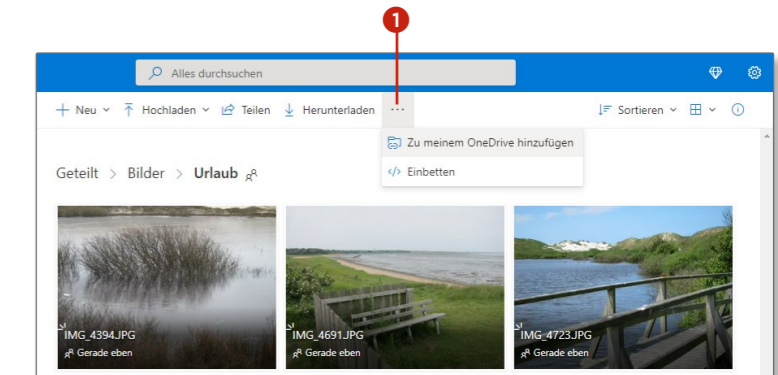 1
Alles durchsuchen
Neu Hochladen Teilen Herunterladen ... Sortieren
Zu meinem OneDrive hinzufügen
</> Einbetten
Geteilt > Bilder > Urlaub
IMG_4394.JPG
Gerade eben
IMG_4691.JPG
Gerade eben
IMG_4723.JPG
Gerade eben